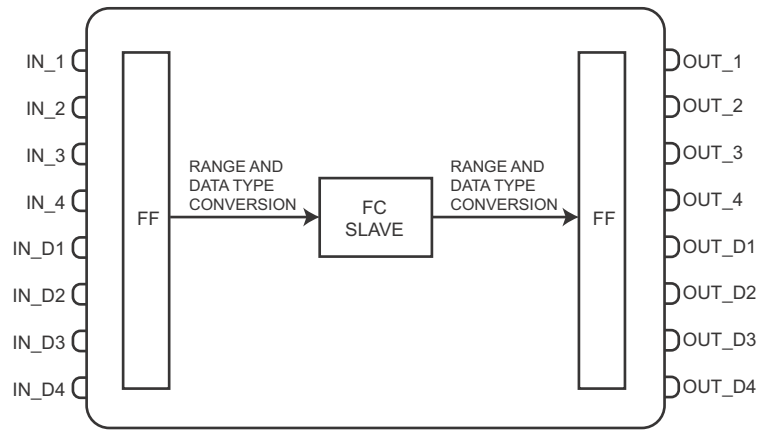 IN_1
IN_2
IN_3
IN_4
IN_D1
IN_D2
IN_D3
IN_D4
FF
RANGE AND
DATA TYPE
CONVERSION
FC
SLAVE
RANGE AND
DATA TYPE
CONVERSION
FF
OUT_1
OUT_2
OUT_3
OUT_4
OUT_D1
OUT_D2
OUT_D3
OUT_D4